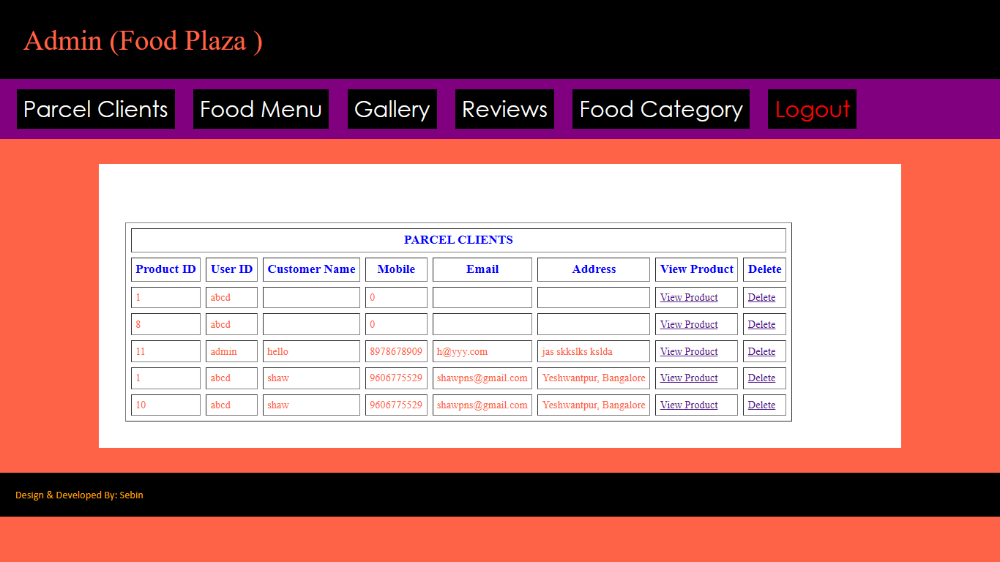 Admin (Food Plaza )
Parcel Clients Food Menu Gallery Reviews Food Category Logout
PARCEL CLIENTS
Product ID User ID Customer Name Mobile Email Address View Product Delete
1 abcd 0 View Product Delete
8 abcd 0 View Product Delete
11 admin hello 8978678909 h@yyy.com jas skkslks kslda View Product Delete
1 abcd shaw 9606775529 shawpns@gmail.com Yeshwantpur, Bangalore View Product Delete
10 abcd shaw 9606775529 shawpns@gmail.com Yeshwantpur, Bangalore View Product Delete
Design & Developed By: Sebin